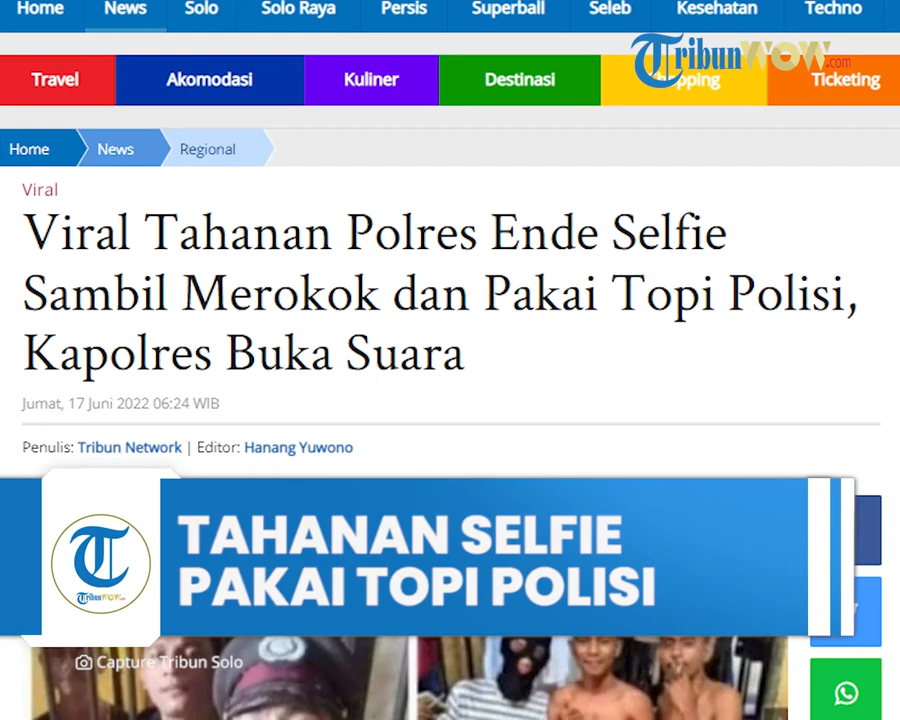 Home News Solo Solo Raya Persis Superball Seleb Kesehatan Techno
TribunWOW.com
Travel Akomodasi Kuliner Destinasi Shopping Ticketing
Home News Regional
Viral
Viral Tahanan Polres Ende Selfie
Sambil Merokok dan Pakai Topi Polisi,
Kapolres Buka Suara
Jumat, 17 Juni 2022 06:24 WIB
Penulis: Tribun Network | Editor: Hanang Yuwono
TAHANAN SELFIE
PAKAI TOPI POLISI
TribunWOW.com
Capture Tribun Solo